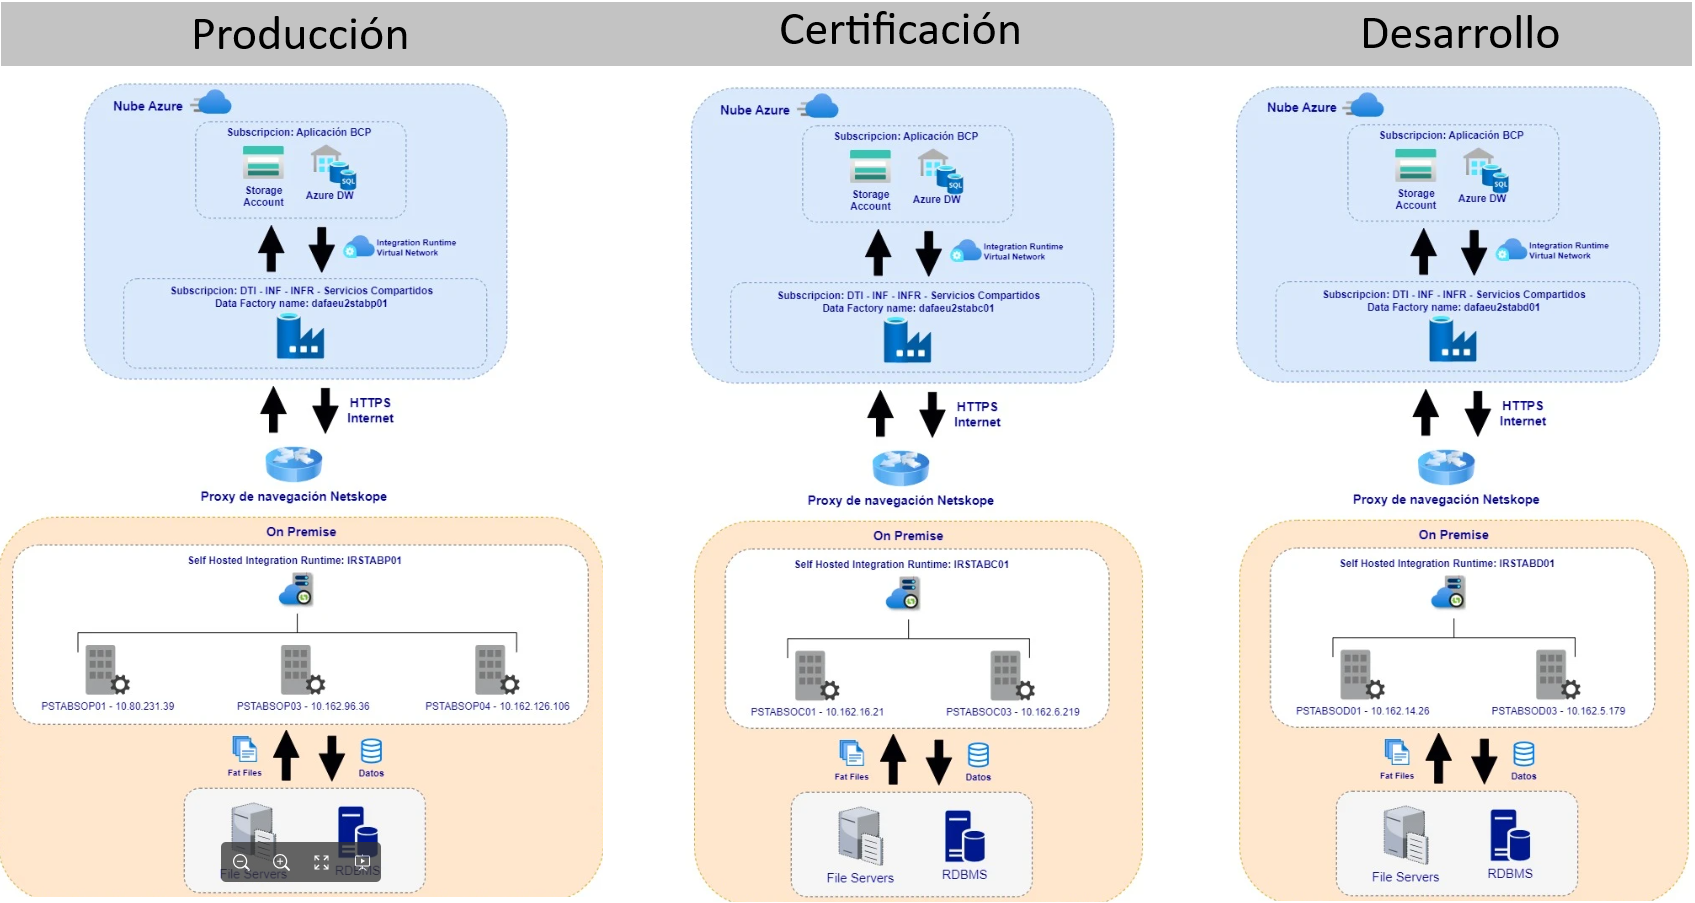 Producción
Nube Azure
Subscripcion: Aplicación BCP
Storage
Account
Azure DW
SQL
Integration Runtime
Virtual Network
Subscripcion: DTI - INF - INFR - Servicios Compartidos
Data Factory name: dafaeu2stabp01
HTTPS
Internet
Proxy de navegación Netskope
On Premise
Self Hosted Integration Runtime: IRSTABP01
PSTABSOP01 - 10.80.231.39
PSTABSOP03 - 10.162.96.36
PSTABSOP04 - 10.162.126.106
Fat Files
Datos
File Servers
RDBMS
Certificación
Nube Azure
Subscripcion: Aplicación BCP
Storage
Account
Azure DW
SQL
Integration Runtime
Virtual Network
Subscripcion: DTI - INF - INFR - Servicios Compartidos
Data Factory name: dafaeu2stabc01
HTTPS
Internet
Proxy de navegación Netskope
On Premise
Self Hosted Integration Runtime: IRSTABC01
PSTABSOC01 - 10.162.16.21
PSTABSOC03 - 10.162.6.219
Fat Files
Datos
File Servers
RDBMS
Desarrollo
Nube Azure
Subscripcion: Aplicación BCP
Storage
Account
Azure DW
SQL
Integration Runtime
Virtual Network
Subscripcion: DTI - INF - INFR - Servicios Compartidos
Data Factory name: dafaeu2stabd01
HTTPS
Internet
Proxy de navegación Netskope
On Premise
Self Hosted Integration Runtime: IRSTABD01
PSTABSOD01 - 10.162.14.26
PSTABSOD03 - 10.162.5.179
Fat Files
Datos
File Servers
RDBMS